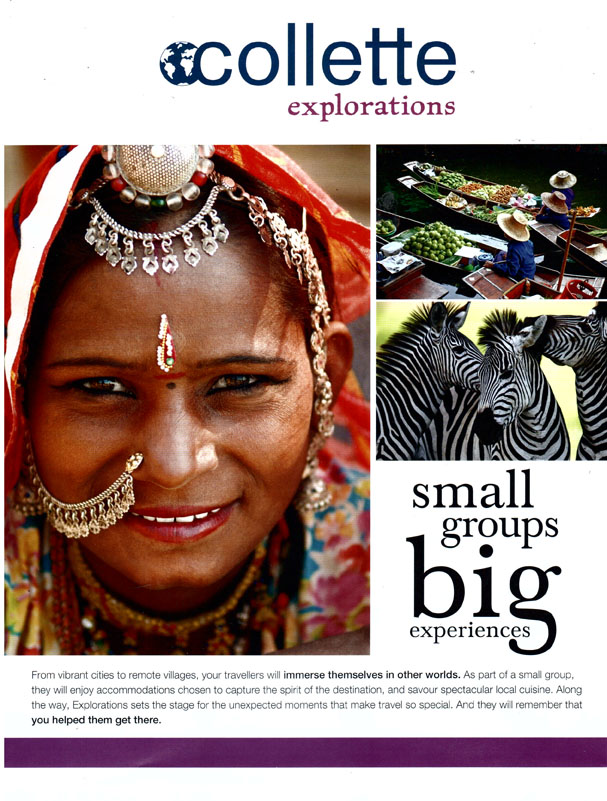 collette
explorations
small
groups
big
experiences
From vibrant cities to remote villages, your travellers will immerse themselves in other worlds. As part of a small group,
they will enjoy accommodations chosen to capture the spirit of the destination, and savour spectacular local cuisine. Along
the way, Explorations sets the stage for the unexpected moments that make travel so special. And they will remember that
you helped them get there.